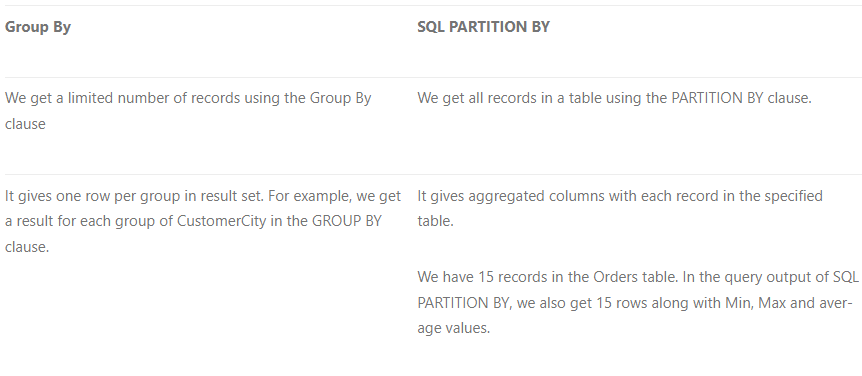 Group By
SQL PARTITION BY
We get a limited number of records using the Group By
clause
We get all records in a table using the PARTITION BY clause.
It gives one row per group in result set. For example, we get
a result for each group of CustomerCity in the GROUP BY
clause.
It gives aggregated columns with each record in the specified
table.
We have 15 records in the Orders table. In the query output of SQL
PARTITION BY, we also get 15 rows along with Min, Max and aver-
age values.